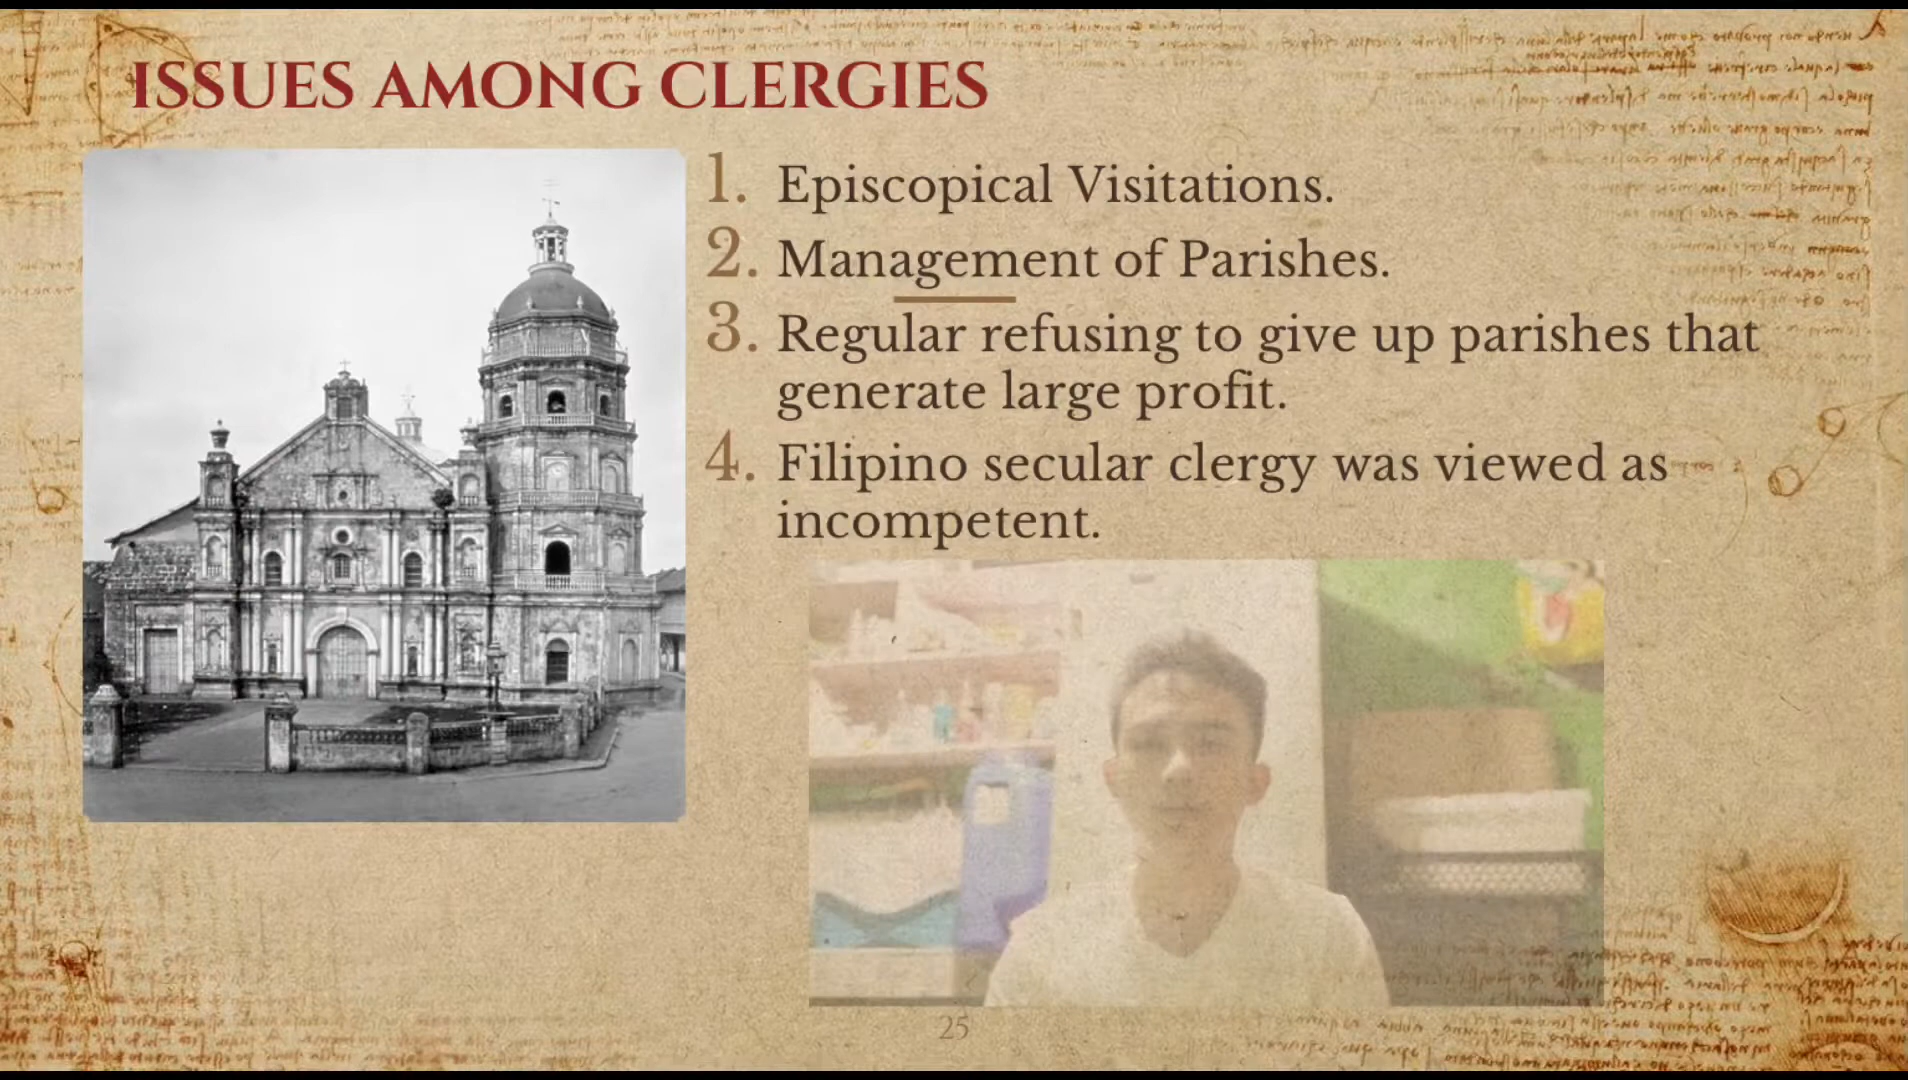 ISSUES AMONG CLERGIES
1. Episcopical Visitations.
2. Management of Parishes.
3. Regular refusing to give up parishes that
generate large profit.
4. Filipino secular clergy was viewed as
incompetent.
25